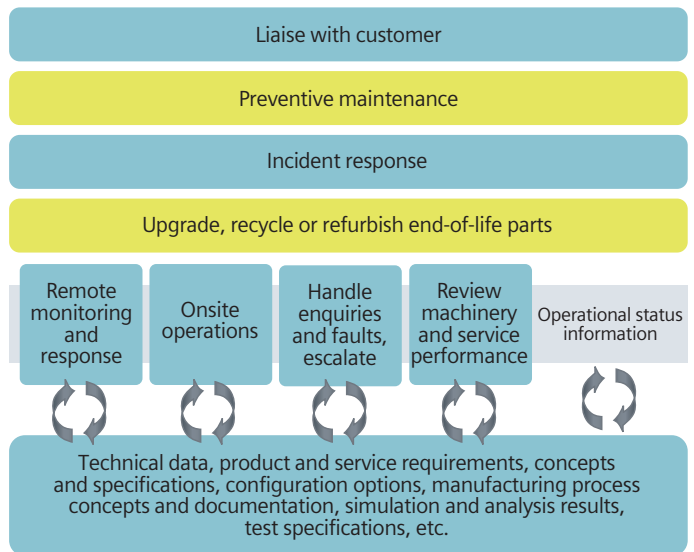 Liaise with customer
Preventive maintenance
Incident response
Upgrade, recycle or refurbish end-of-life parts
Remote
monitoring
and
response
Onsite
operations
Handle
enquiries
and faults,
escalate
Review
machinery
and service
performance
Operational status
information
Technical data, product and service requirements, concepts
and specifications, configuration options, manufacturing process
concepts and documentation, simulation and analysis results,
test specifications, etc.